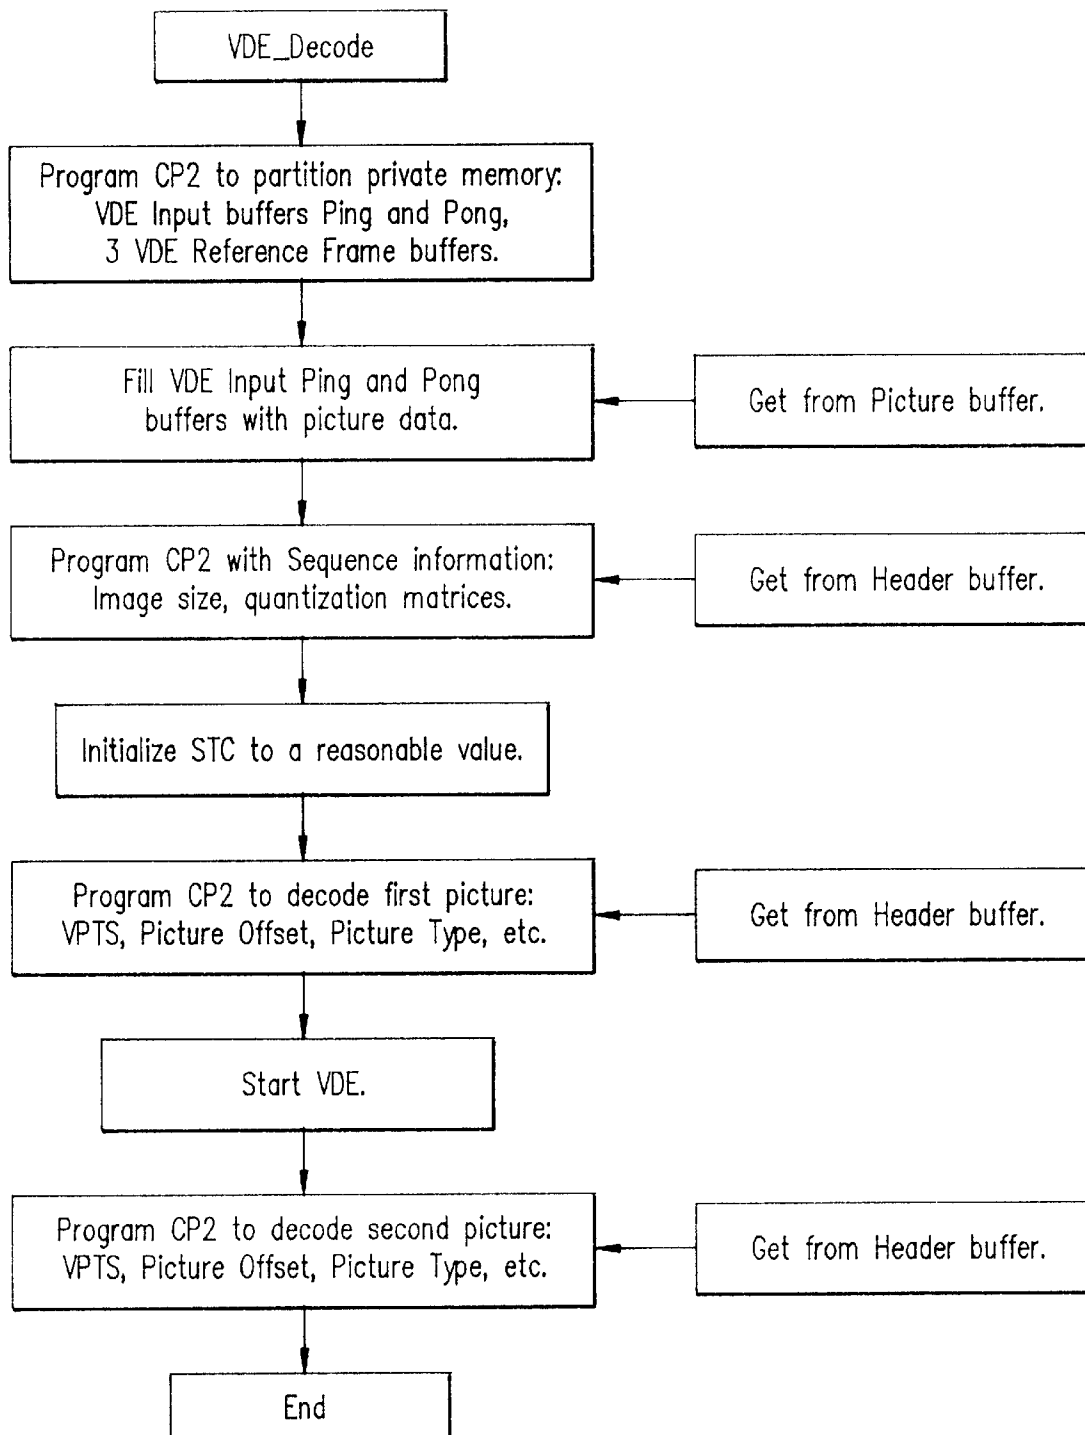 VDE_Decode
Program CP2 to partition private memory:
VDE Input buffers Ping and Pong,
3 VDE Reference Frame buffers.
Fill VDE Input Ping and Pong
buffers with picture data.
Get from Picture buffer.
Program CP2 with Sequence information:
Image size, quantization matrices.
Get from Header buffer.
Initialize STC to a reasonable value.
Program CP2 to decode first picture:
VPTS, Picture Offset, Picture Type, etc.
Get from Header buffer.
Start VDE.
Program CP2 to decode second picture:
VPTS, Picture Offset, Picture Type, etc.
Get from Header buffer.
End